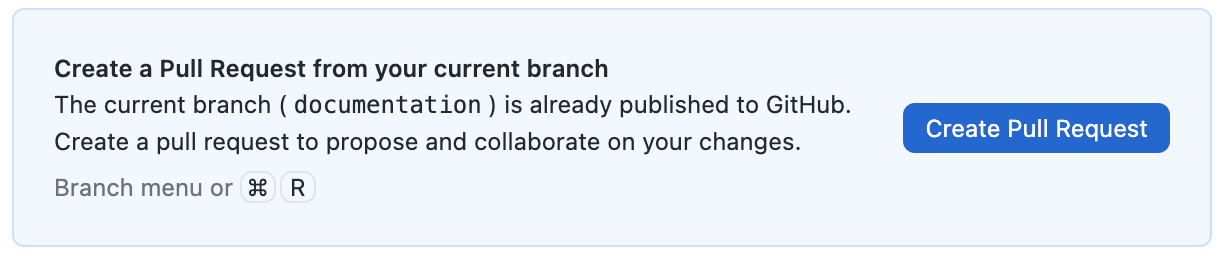 Create a Pull Request from your current branch
The current branch ( documentation ) is already published to GitHub.
Create a pull request to propose and collaborate on your changes.
Branch menu or ⌘ R
Create Pull Request